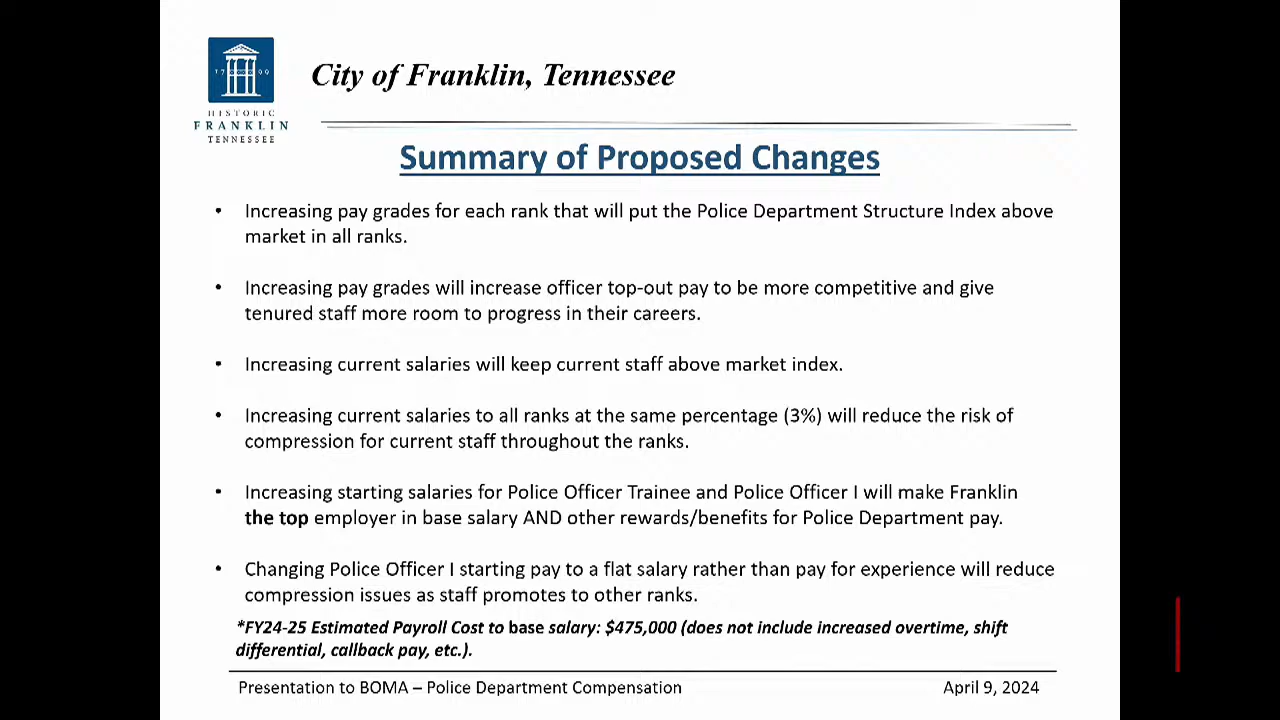 City of Franklin, Tennessee
1799
HISTORIC
FRANKLIN
TENNESSEE
Summary of Proposed Changes
• Increasing pay grades for each rank that will put the Police Department Structure Index above
market in all ranks.
• Increasing pay grades will increase officer top-out pay to be more competitive and give
tenured staff more room to progress in their careers.
• Increasing current salaries will keep current staff above market index.
• Increasing current salaries to all ranks at the same percentage (3%) will reduce the risk of
compression for current staff throughout the ranks.
• Increasing starting salaries for Police Officer Trainee and Police Officer I will make Franklin
the top employer in base salary AND other rewards/benefits for Police Department pay.
• Changing Police Officer I starting pay to a flat salary rather than pay for experience will reduce
compression issues as staff promotes to other ranks.
*FY24-25 Estimated Payroll Cost to base salary: $475,000 (does not include increased overtime, shift
differential, callback pay, etc.).
Presentation to BOMA – Police Department Compensation April 9, 2024